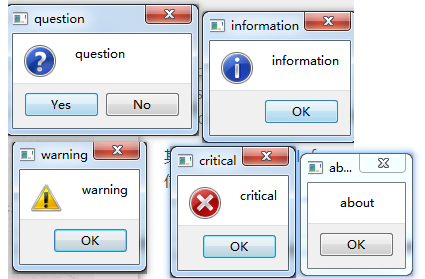 question
question
Yes
No
information
information
OK
warning
warning
OK
critical
critical
OK
ab...
about
OK